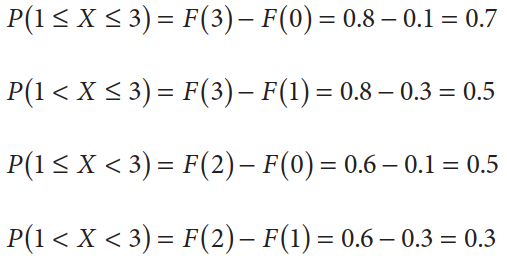 P(1 ≤ X ≤ 3) = F(3) – F(0) = 0.8 – 0.1 = 0.7
P(1 < X ≤ 3) = F(3) – F(1) = 0.8 – 0.3 = 0.5
P(1 ≤ X < 3) = F(2) – F(0) = 0.6 – 0.1 = 0.5
P(1 < X < 3) = F(2) – F(1) = 0.6 – 0.3 = 0.3